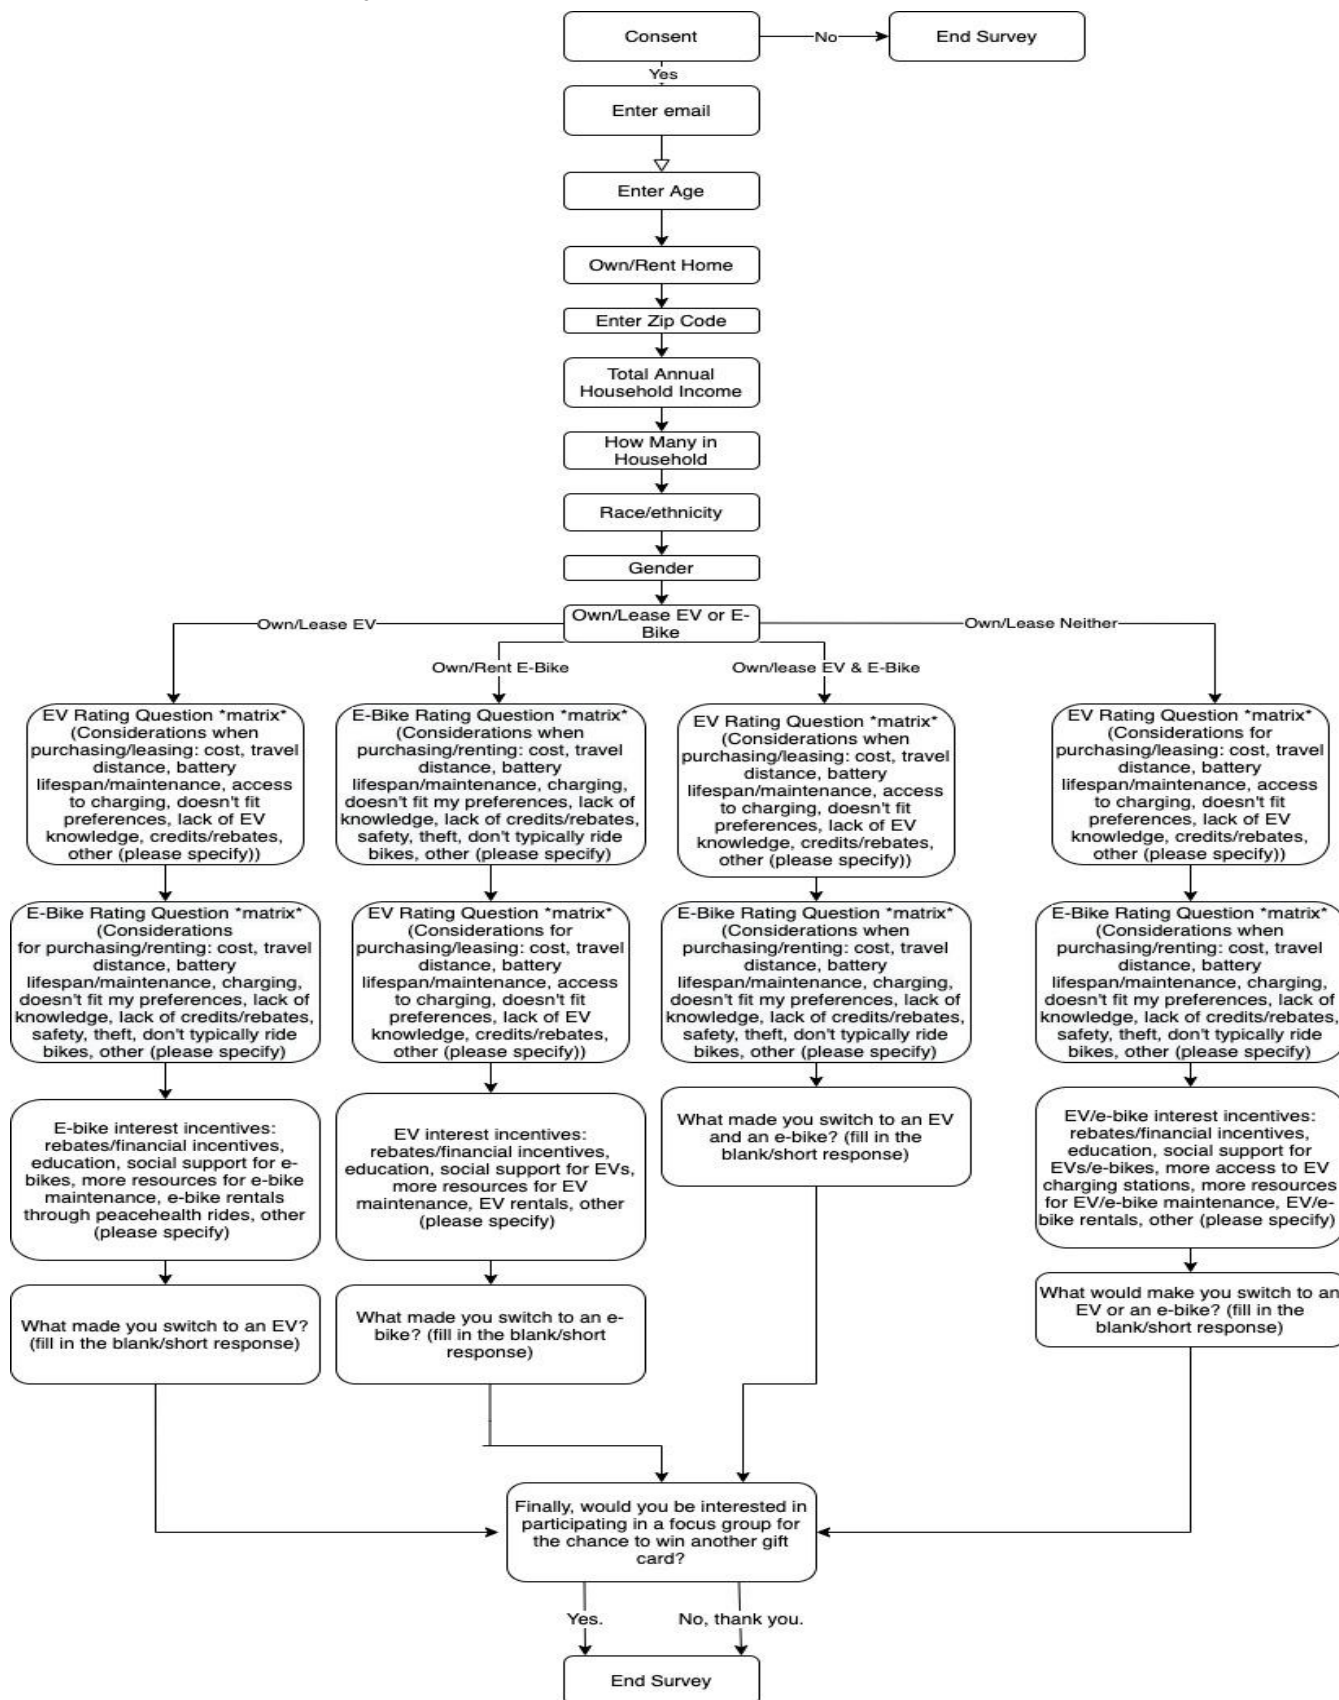 Consent
No
End Survey
Yes
Enter email
Enter Age
Own/Rent Home
Enter Zip Code
Total Annual
Household Income
How Many in
Household
Race/ethnicity
Gender
Own/Lease EV or E-
Bike
Own/Lease EV
Own/Rent E-Bike
Own/lease EV & E-Bike
Own/Lease Neither
EV Rating Question *matrix*
(Considerations when
purchasing/leasing: cost, travel
distance, battery
lifespan/maintenance, access
to charging, doesn't fit
preferences, lack of EV
knowledge, credits/rebates,
other (please specify))
E-Bike Rating Question *matrix*
(Considerations when
purchasing/renting: cost, travel
distance, battery
lifespan/maintenance, charging,
doesn't fit my preferences, lack of
knowledge, lack of credits/rebates,
safety, theft, don't typically ride
bikes, other (please specify)
EV Rating Question *matrix*
(Considerations when
purchasing/leasing: cost, travel
distance, battery
lifespan/maintenance, access
to charging, doesn't fit
preferences, lack of EV
knowledge, credits/rebates,
other (please specify))
EV Rating Question *matrix*
(Considerations for
purchasing/leasing: cost, travel
distance, battery
lifespan/maintenance, access
to charging, doesn't fit
preferences, lack of EV
knowledge, credits/rebates,
other (please specify))
E-Bike Rating Question *matrix*
(Considerations
for purchasing/renting: cost, travel
distance, battery
lifespan/maintenance, charging,
doesn't fit my preferences, lack of
knowledge, lack of credits/rebates,
safety, theft, don't typically ride
bikes, other (please specify)
EV Rating Question *matrix*
(Considerations for
purchasing/leasing: cost, travel
distance, battery
lifespan/maintenance, access
to charging, doesn't fit
preferences, lack of EV
knowledge, credits/rebates,
other (please specify))
E-Bike Rating Question *matrix*
(Considerations when
purchasing/renting: cost, travel
distance, battery
lifespan/maintenance, charging,
doesn't fit my preferences, lack of
knowledge, lack of credits/rebates,
safety, theft, don't typically ride
bikes, other (please specify)
E-Bike Rating Question *matrix*
(Considerations when
purchasing/renting: cost, travel
distance, battery
lifespan/maintenance, charging,
doesn't fit my preferences, lack of
knowledge, lack of credits/rebates,
safety, theft, don't typically ride
bikes, other (please specify)
E-bike interest incentives:
rebates/financial incentives,
education, social support for e-
bikes, more resources for e-bike
maintenance, e-bike rentals
through peacehealth rides, other
(please specify)
EV interest incentives:
rebates/financial incentives,
education, social support for EVs,
more resources for EV
maintenance, EV rentals, other
(please specify)
What made you switch to an EV
and an e-bike? (fill in the
blank/short response)
EV/e-bike interest incentives:
rebates/financial incentives,
education, social support for
EVs/e-bikes, more access to EV
charging stations, more resources
for EV/e-bike maintenance, EV/e-
bike rentals, other (please specify)
What made you switch to an EV?
(fill in the blank/short response)
What made you switch to an e-
bike? (fill in the blank/short
response)
What would make you switch to an
EV or an e-bike? (fill in the
blank/short response)
Finally, would you be interested in
participating in a focus group for
the chance to win another gift
card?
Yes.
No, thank you.
End Survey